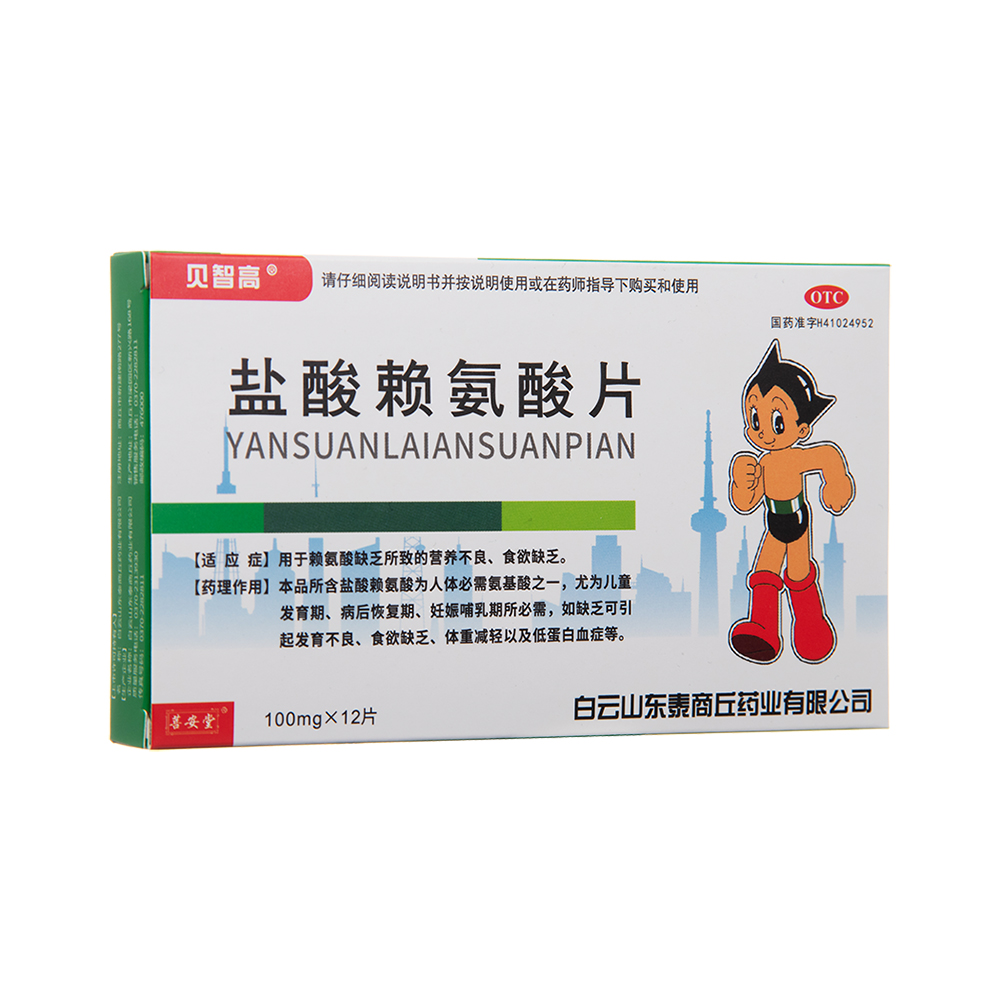 贝智高®
请仔细阅读说明书并按说明使用或在药师指导下购买和使用
OTC
国药准字H41024952
盐酸赖氨酸片
YANSUANLAIANSUANPIAN
【适 应 症】用于赖氨酸缺乏所致的营养不良、食欲缺乏。
【药理作用】本品所含盐酸赖氨酸为人体必需氨基酸之一，尤为儿童
发育期、病后恢复期、妊娠哺乳期所必需，如缺乏可引
起发育不良、食欲缺乏、体重减轻以及低蛋白血症等。
善安堂®
100mg×12片
白云山东泰商丘药业有限公司